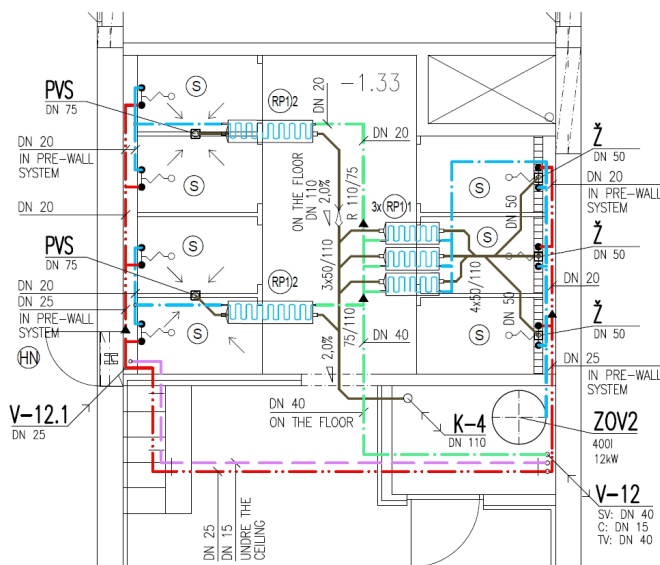 PVS
DN 75
DN 20
IN PRE-WALL
SYSTEM
DN 20
PVS
DN 75
DN 20
DN 25
IN PRE-WALL
SYSTEM
HN
V-12.1
DN 25
S
S
S
S
RP1|2
RP1|2
-1.33
DN 20
DN 20
ON THE FLOOR
DN 110
2,0%
R 110/75
3x
RP1|1
3x50/110
75/110
2,0%
DN 40
4x50/110
DN 50
DN 50
S
S
S
Ž
DN 50
DN 20
IN PRE-WALL
SYSTEM
Ž
DN 50
DN 20
Ž
DN 50
DN 25
IN PRE-WALL
SYSTEM
DN 40
ON THE FLOOR
K-4
DN 110
ZOV2
400l
12kW
V-12
SV: DN 40
C: DN 15
TV: DN 40
DN 25
DN 15
UNDRE THE
CEILING